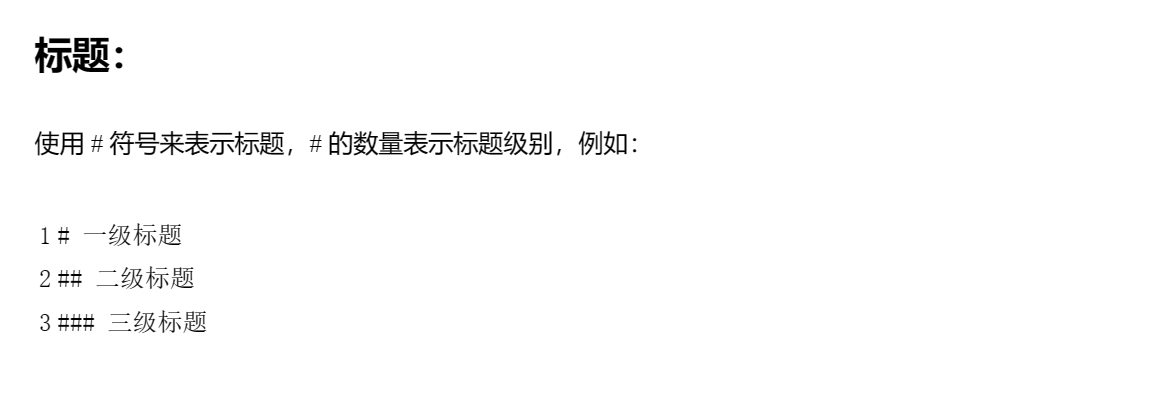 标题：
使用 # 符号来表示标题，# 的数量表示标题级别，例如：
1 # 一级标题
2 ## 二级标题
3 ### 三级标题